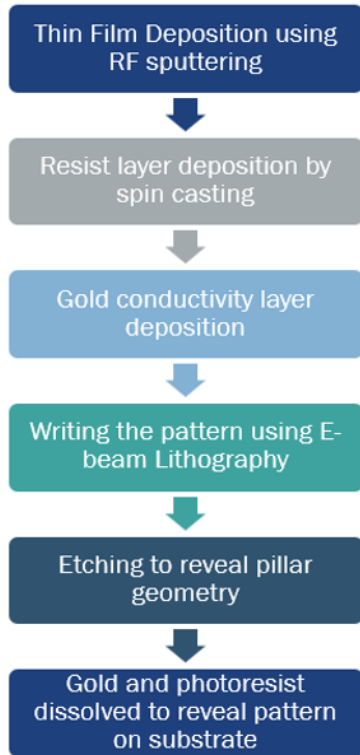 Thin Film Deposition using
RF sputtering
Resist layer deposition by
spin casting
Gold conductivity layer
deposition
Writing the pattern using E-
beam Lithography
Etching to reveal pillar
geometry
Gold and photoresist
dissolved to reveal pattern
on substrate